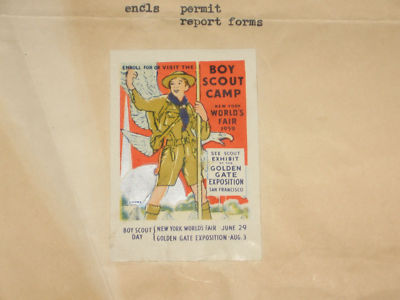 encls permit
report forms
ENROLL FOR OR VISIT THE
BOY
SCOUT
CAMP
NEW YORK
WORLD'S
FAIR
1939
SEE SCOUT
EXHIBIT
AT THE
GOLDEN
GATE
EXPOSITION
SAN FRANCISCO
BOY SCOUT DAY
NEW YORK WORLDS FAIR JUNE 29
GOLDEN GATE EXPOSITION - AUG. 3